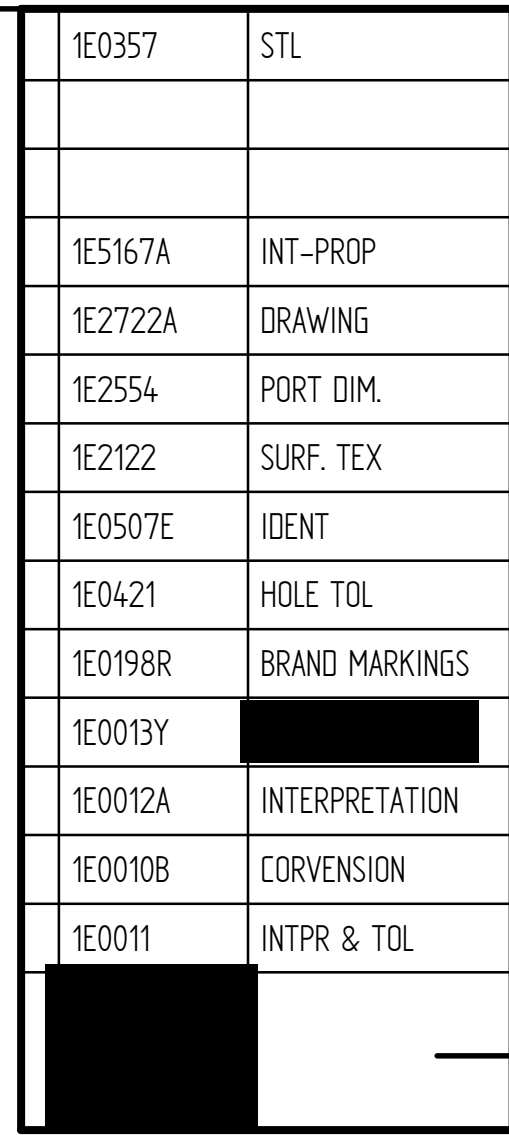 1E0357 STL
1E5167A INT-PROP
1E2722A DRAWING
1E2554 PORT DIM.
1E2122 SURF. TEX
1E0507E IDENT
1E0421 HOLE TOL
1E0198R BRAND MARKINGS
1E0013Y
1E0012A INTERPRETATION
1E0010B CORVENSION
1E0011 INTPR & TOL